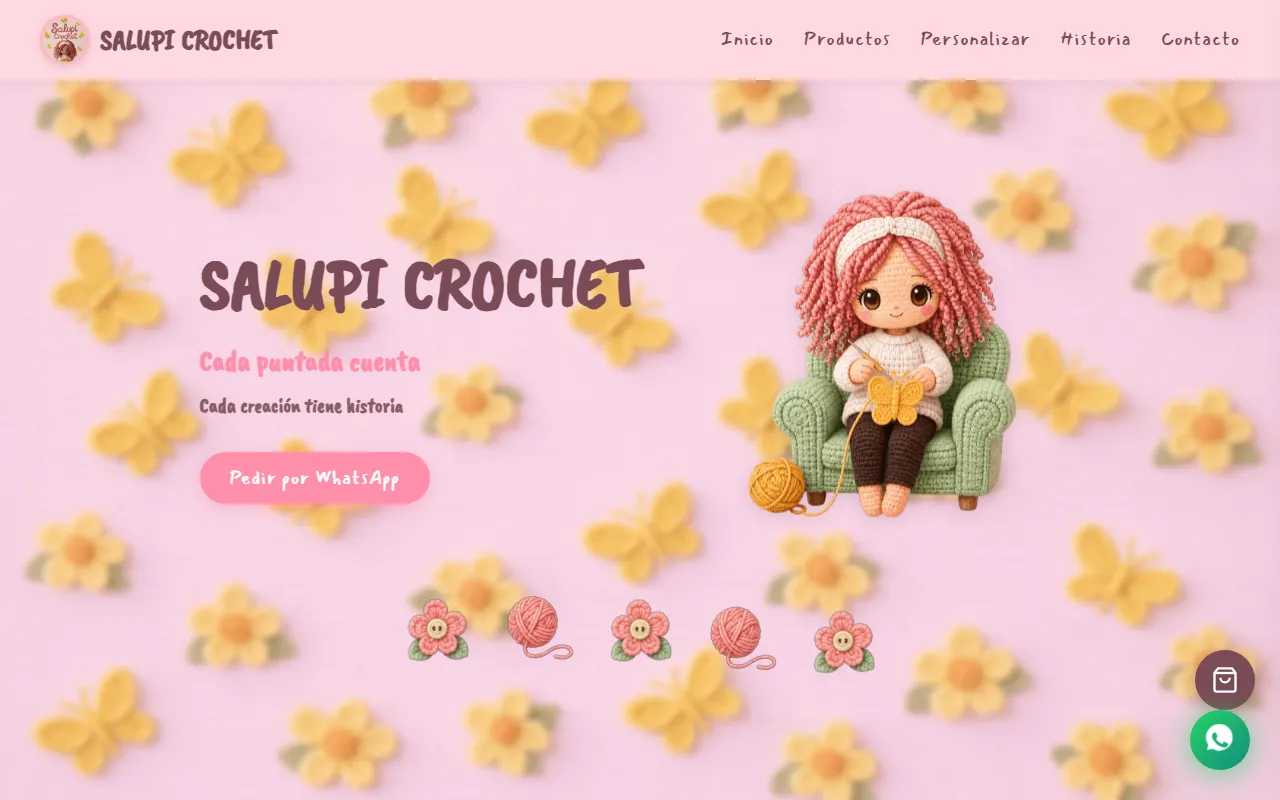 Salupi
Crochet
SALUPI CROCHET
Inicio
Productos
Personalizar
Historia
Contacto
SALUPI CROCHET
Cada puntada cuenta
Cada creación tiene historia
Pedir por WhatsApp